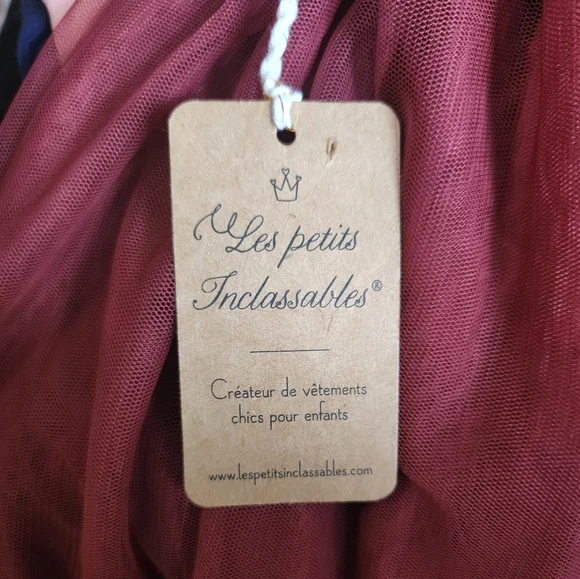 Les petits
Inclassables®
Créateur de vêtements
chics pour enfants
www.lespetitsinclassables.com